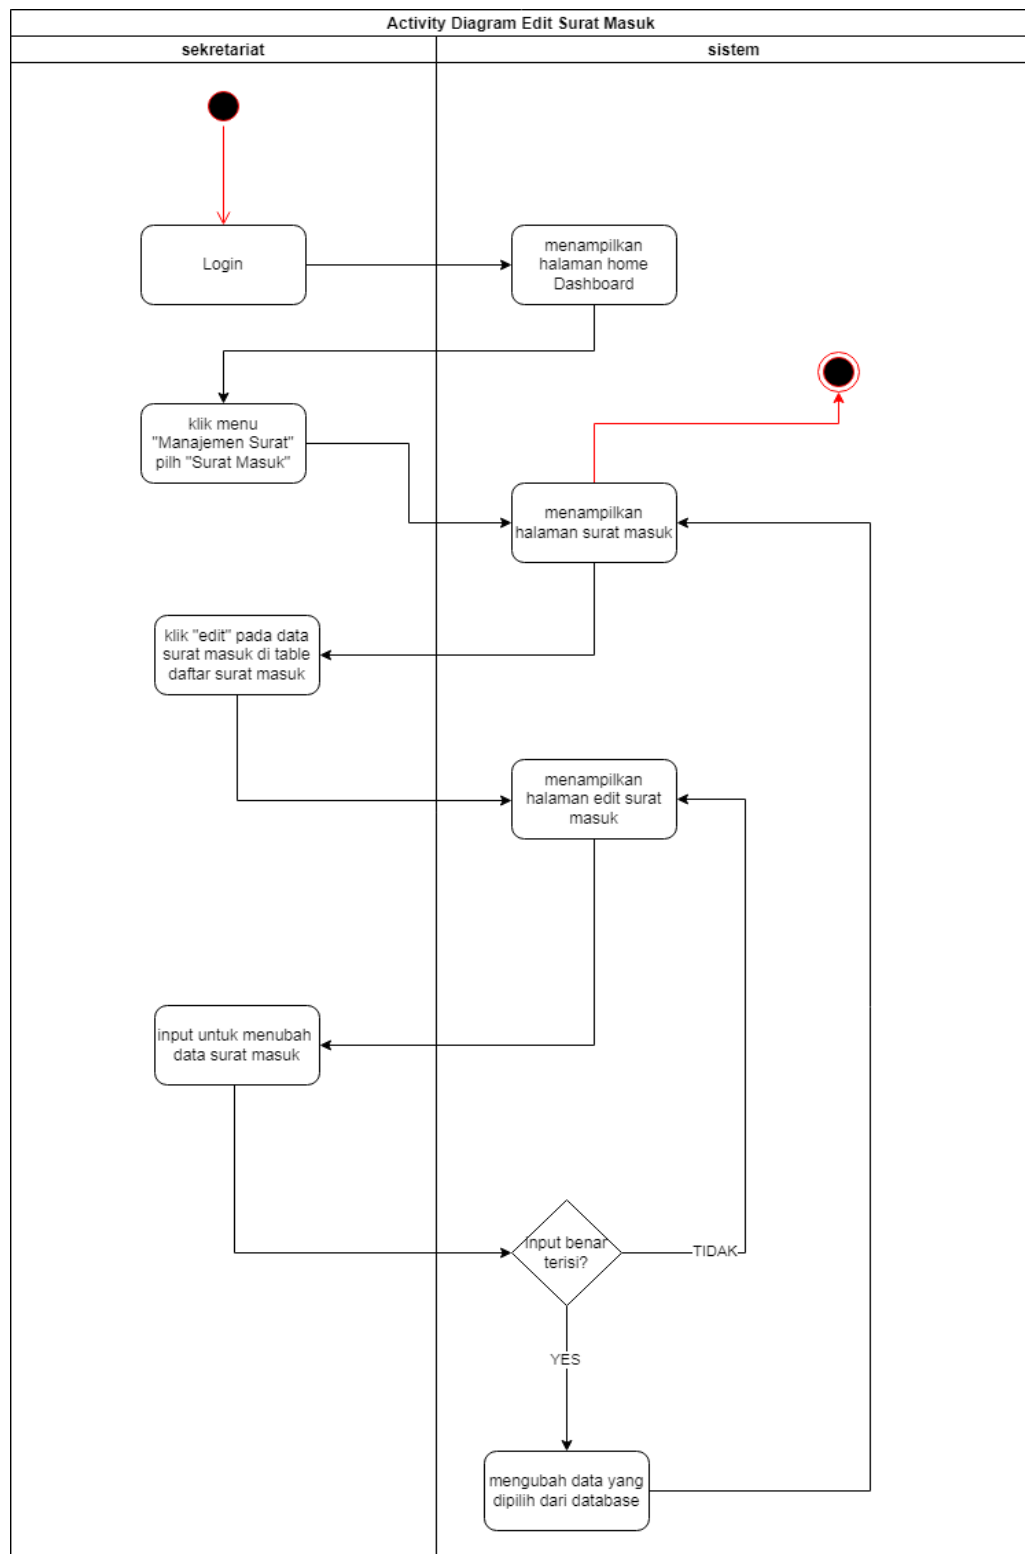 Activity Diagram Edit Surat Masuk
sekretariat
sistem
Login
menampilkan
halaman home
Dashboard
klik menu
"Manajemen Surat"
pilh "Surat Masuk"
menampilkan
halaman surat masuk
klik "edit" pada data
surat masuk di table
daftar surat masuk
menampilkan
halaman edit surat
masuk
input untuk menubah
data surat masuk
input benar
terisi?
TIDAK
YES
mengubah data yang
dipilih dari database